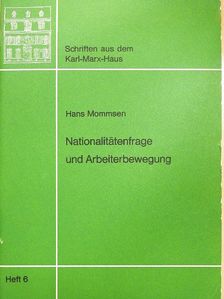 Schriften aus dem
Karl-Marx-Haus
Hans Mommsen
Nationalitätenfrage
und Arbeiterbewegung
Heft 6